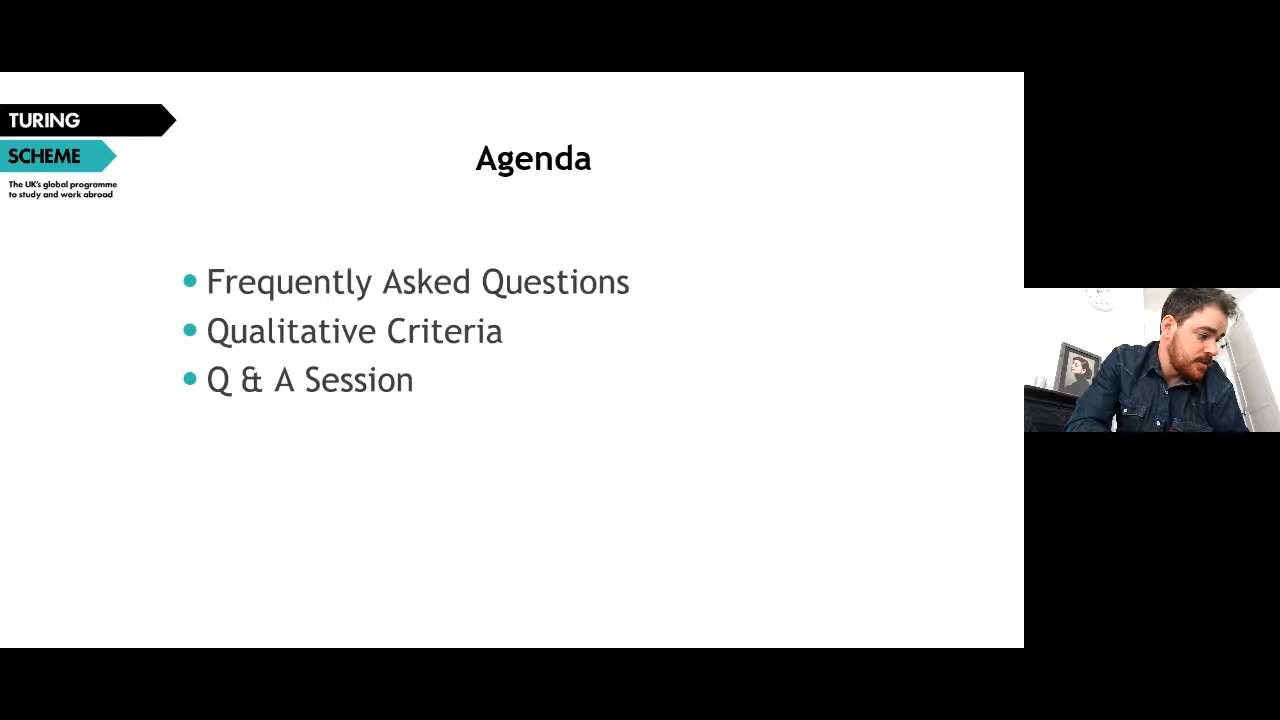 TURING
SCHEME
The UK's global programme
to study and work abroad
Agenda
Frequently Asked Questions
Qualitative Criteria
Q & A Session